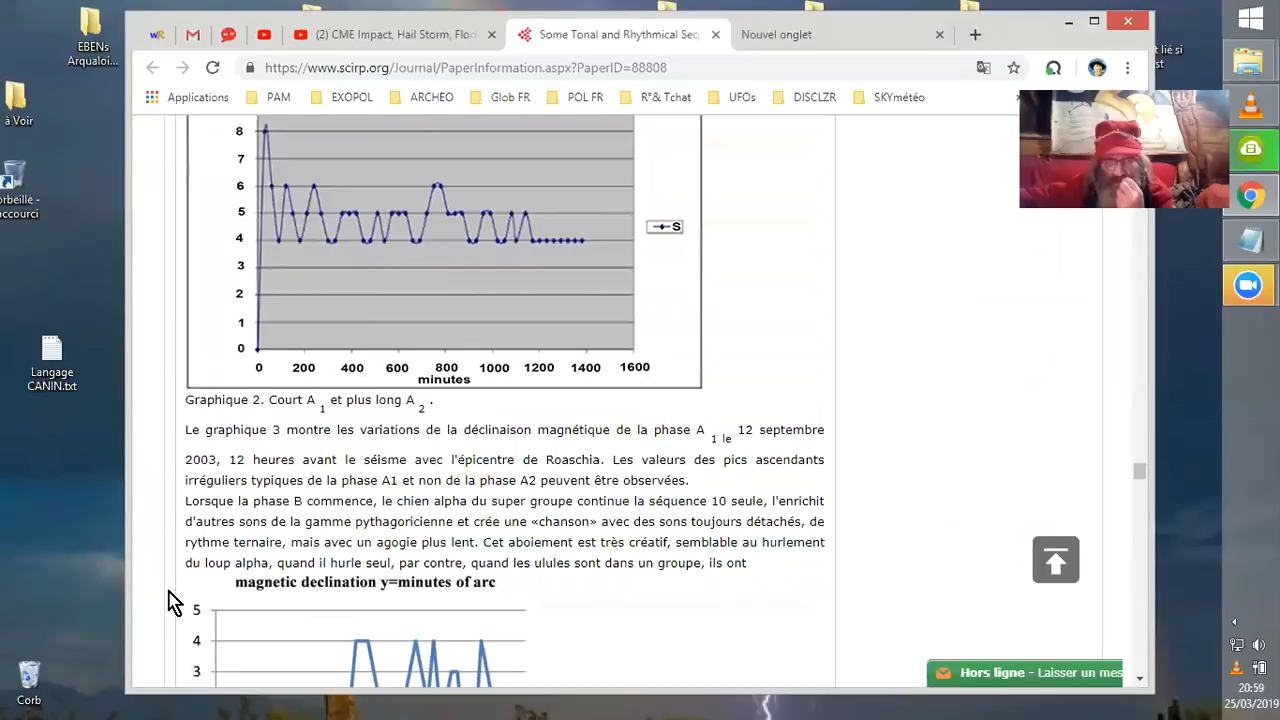 EBENs
Arqualoi...
à Voir
orbeille -
accourci
Langage
CANIN.txt
Corb
(2) CME Impact, Hail Storm, Floo
Some Tonal and Rhythmical Seq
Nouvel onglet
https://www.scirp.org/Journal/PaperInformation.aspx?PaperID=88808
Applications
PAM
EXOPOL
ARCHEO
Glob FR
POL FR
R°& Tchat
UFOs
DISCLZR
SKYmétéo
lié si
st
8
7
6
5
4
3
2
1
0
S
0 200 400 600 800 1000 1200 1400 1600
minutes
Graphique 2. Court A 1 et plus long A 2 .
Le graphique 3 montre les variations de la déclinaison magnétique de la phase A 1 le 12 septembre
2003, 12 heures avant le séisme avec l'épicentre de Roaschia. Les valeurs des pics ascendants
irréguliers typiques de la phase A1 et non de la phase A2 peuvent être observées.
Lorsque la phase B commence, le chien alpha du super groupe continue la séquence 10 seule, l'enrichit
d'autres sons de la gamme pythagoricienne et crée une «chanson» avec des sons toujours détachés, de
rythme ternaire, mais avec un agogie plus lent. Cet aboiement est très créatif, semblable au hurlement
du loup alpha, quand il hurle seul, par contre, quand les ulules sont dans un groupe, ils ont
magnetic declination y=minutes of arc
5
4
3
Hors ligne - Laisser un mes
20:59
25/03/2019